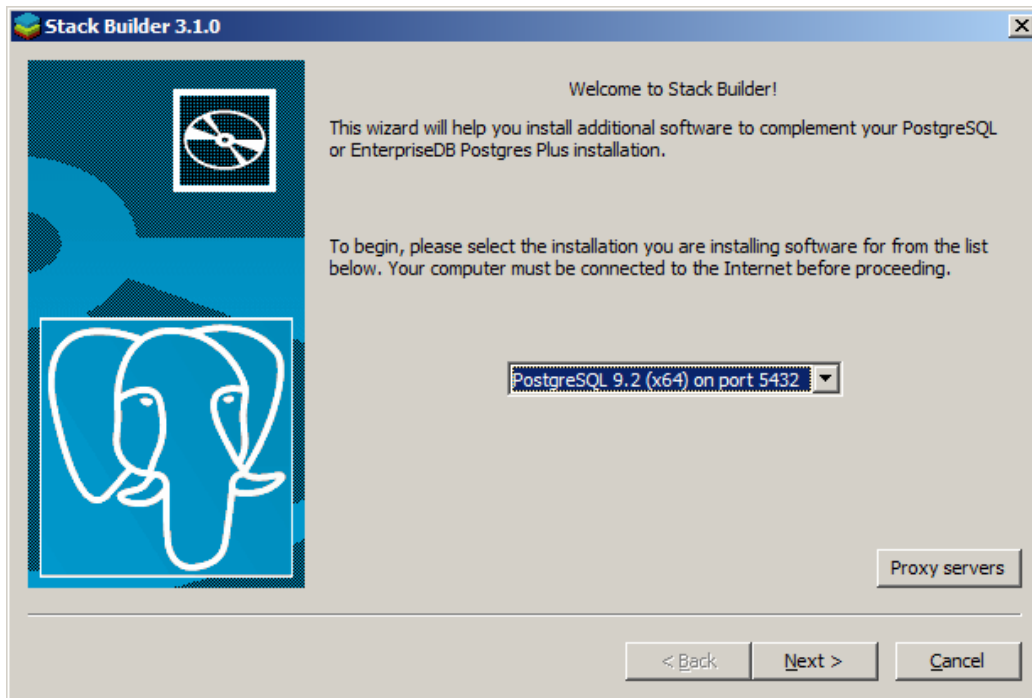 Stack Builder 3.1.0
Welcome to Stack Builder!
This wizard will help you install additional software to complement your PostgreSQL
or EnterpriseDB Postgres Plus installation.
To begin, please select the installation you are installing software for from the list
below. Your computer must be connected to the Internet before proceeding.
PostgreSQL 9.2 (x64) on port 5432
Proxy servers
< Back
Next >
Cancel